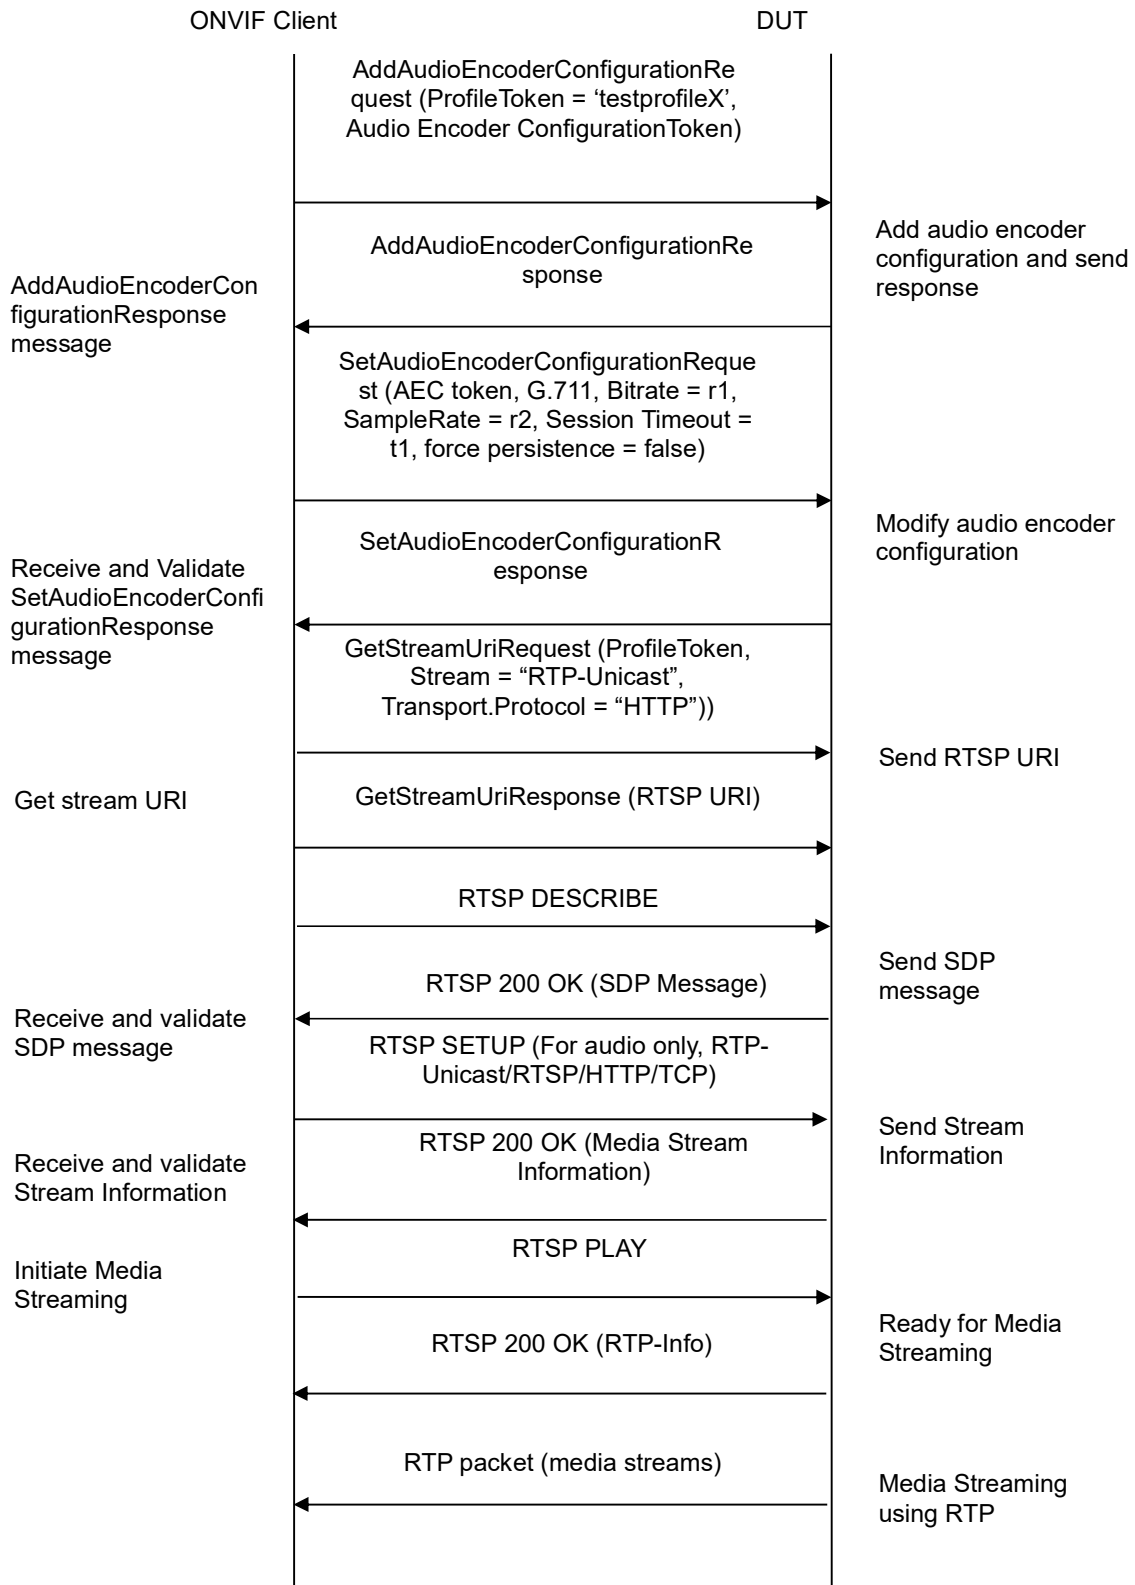 ONVIF Client
DUT
AddAudioEncoderConfigurationRe
quest (ProfileToken = ‘testprofileX’,
Audio Encoder ConfigurationToken)
Add audio encoder
configuration and send
response
AddAudioEncoderConfigurationRe
sponse
AddAudioEncoderCon
figurationResponse
message
SetAudioEncoderConfigurationReque
st (AEC token, G.711, Bitrate = r1,
SampleRate = r2, Session Timeout =
t1, force persistence = false)
Modify audio encoder
configuration
SetAudioEncoderConfigurationR
esponse
Receive and Validate
SetAudioEncoderConfi
gurationResponse
message
GetStreamUriRequest (ProfileToken,
Stream = “RTP-Unicast”,
Transport.Protocol = “HTTP”))
Send RTSP URI
Get stream URI
GetStreamUriResponse (RTSP URI)
RTSP DESCRIBE
Send SDP
message
RTSP 200 OK (SDP Message)
Receive and validate
SDP message
RTSP SETUP (For audio only, RTP-
Unicast/RTSP/HTTP/TCP)
Send Stream
Information
RTSP 200 OK (Media Stream
Information)
Receive and validate
Stream Information
RTSP PLAY
Initiate Media
Streaming
Ready for Media
Streaming
RTSP 200 OK (RTP-Info)
RTP packet (media streams)
Media Streaming
using RTP